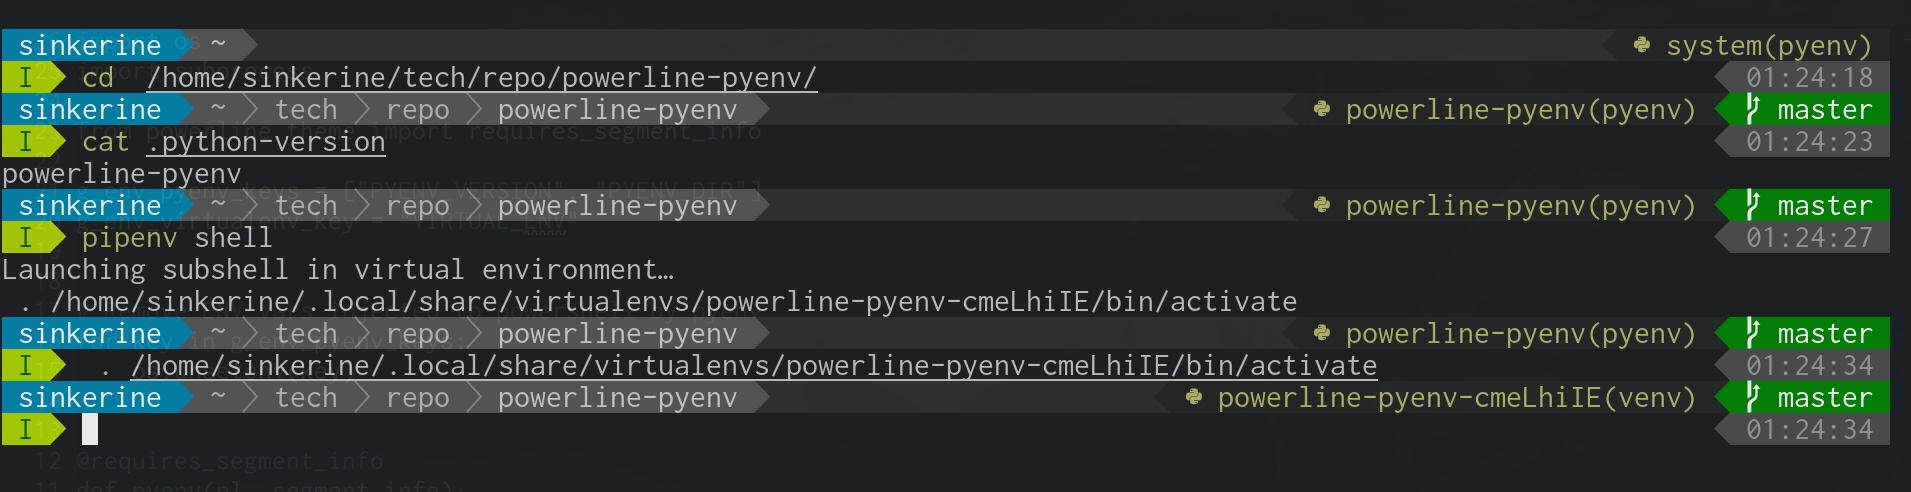 sinkerine ~ system(pyenv)
I cd /home/sinkerine/tech/repo/powerline-pyenv/ 01:24:18
sinkerine ~ tech repo powerline-pyenv powerline-pyenv(pyenv) master
I cat .python-version 01:24:23
powerline-pyenv
sinkerine ~ tech repo powerline-pyenv powerline-pyenv(pyenv) master
I pipenv shell 01:24:27
Launching subshell in virtual environment…
. /home/sinkerine/.local/share/virtualenvs/powerline-pyenv-cmeLhiIE/bin/activate
sinkerine ~ tech repo powerline-pyenv powerline-pyenv(pyenv) master
I . /home/sinkerine/.local/share/virtualenvs/powerline-pyenv-cmeLhiIE/bin/activate 01:24:34
sinkerine ~ tech repo powerline-pyenv powerline-pyenv-cmeLhiIE(venv) master
I 01:24:34
12 @requires_segment_info